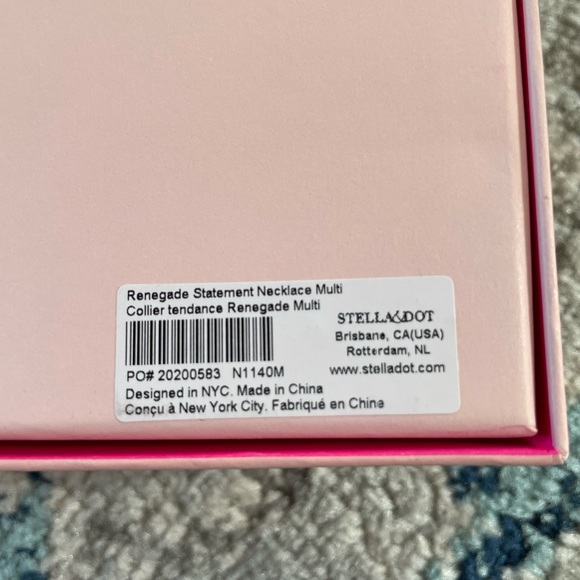 Renegade Statement Necklace Multi
Collier tendance Renegade Multi
PO# 20200583 N1140M
Designed in NYC. Made in China
Conçu à New York City. Fabriqué en China
STELLA&DOT
Brisbane, CA(USA)
Rotterdam, NL
www.stelladot.com